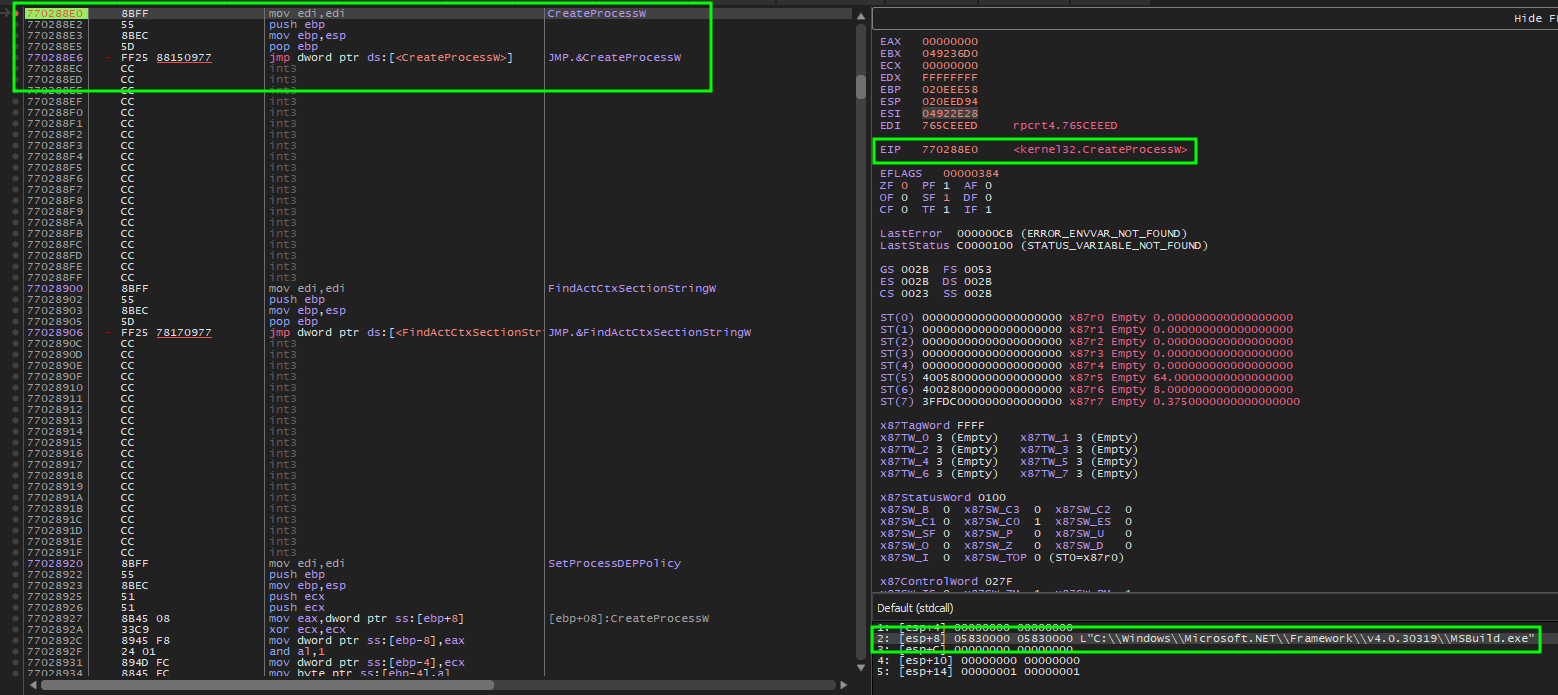 770288E0 8BFF mov edi,edi CreateProcessW
770288E2 55 push ebp
770288E3 8BEC mov ebp,esp
770288E5 5D pop ebp
770288E6 FF25 88150977 jmp dword ptr ds:[<CreateProcessW>] JMP.&CreateProcessW
770288EC CC int3
770288ED CC int3
770288EE CC int3
770288EF CC int3
770288F0 CC int3
770288F1 CC int3
770288F2 CC int3
770288F3 CC int3
770288F4 CC int3
770288F5 CC int3
770288F6 CC int3
770288F7 CC int3
770288F8 CC int3
770288F9 CC int3
770288FA CC int3
770288FB CC int3
770288FC CC int3
770288FD CC int3
770288FE CC int3
770288FF CC int3
77028900 8BFF mov edi,edi FindActCtxSectionStringW
77028902 55 push ebp
77028903 8BEC mov ebp,esp
77028905 5D pop ebp
77028906 FF25 78170977 jmp dword ptr ds:[<FindActCtxSectionStri JMP.&FindActCtxSectionStringW
7702890C CC int3
7702890D CC int3
7702890E CC int3
7702890F CC int3
77028910 CC int3
77028911 CC int3
77028912 CC int3
77028913 CC int3
77028914 CC int3
77028915 CC int3
77028916 CC int3
77028917 CC int3
77028918 CC int3
77028919 CC int3
7702891A CC int3
7702891B CC int3
7702891C CC int3
7702891D CC int3
7702891E CC int3
7702891F CC int3
77028920 8BFF mov edi,edi SetProcessDEPPolicy
77028922 55 push ebp
77028923 8BEC mov ebp,esp
77028925 51 push ecx
77028926 51 push ecx
77028927 8B45 08 mov eax,dword ptr ss:[ebp+8] [ebp+08]:CreateProcessW
7702892A 33C9 xor ecx,ecx
7702892C 8945 F8 mov dword ptr ss:[ebp-8],eax
7702892F 24 01 and al,1
77028931 894D FC mov dword ptr ss:[ebp-4],ecx
77028934 8845 FC mov byte ptr ss:[ebp-4],al
Hide
EAX 00000000
EBX 049236D0
ECX 00000000
EDX FFFFFFFF
EBP 020EEE58
ESP 020EED94
ESI 04922E28
EDI 765CEEED rpcrt4.765CEEED
EIP 770288E0 <kernel32.CreateProcessW>
EFLAGS 00000384
ZF 0 PF 1 AF 0
OF 0 SF 1 DF 0
CF 0 TF 1 IF 1
LastError 000000CB (ERROR_ENVVAR_NOT_FOUND)
LastStatus C0000100 (STATUS_VARIABLE_NOT_FOUND)
GS 002B FS 0053
ES 002B DS 002B
CS 0023 SS 002B
ST(0) 00000000000000000000 x87r0 Empty 0.000000000000000000
ST(1) 00000000000000000000 x87r1 Empty 0.000000000000000000
ST(2) 00000000000000000000 x87r2 Empty 0.000000000000000000
ST(3) 00000000000000000000 x87r3 Empty 0.000000000000000000
ST(4) 00000000000000000000 x87r4 Empty 0.000000000000000000
ST(5) 40058000000000000000 x87r5 Empty 64.00000000000000000
ST(6) 40028000000000000000 x87r6 Empty 8.000000000000000000
ST(7) 3FFDC000000000000000 x87r7 Empty 0.3750000000000000000
x87TagWord FFFF
x87TW_0 3 (Empty) x87TW_1 3 (Empty)
x87TW_2 3 (Empty) x87TW_3 3 (Empty)
x87TW_4 3 (Empty) x87TW_5 3 (Empty)
x87TW_6 3 (Empty) x87TW_7 3 (Empty)
x87StatusWord 0100
x87SW_B 0 x87SW_C3 0 x87SW_C2 0
x87SW_C1 0 x87SW_C0 1 x87SW_ES 0
x87SW_SF 0 x87SW_P 0 x87SW_U 0
x87SW_O 0 x87SW_Z 0 x87SW_D 0
x87SW_I 0 x87SW_TOP 0 (ST0=x87r0)
x87ControlWord 027F
Default (stdcall)
1: [esp+4] 00000000 00000000
2: [esp+8] 05830000 05830000 L"C:\\Windows\\Microsoft.NET\\Framework\\v4.0.30319\\MSBuild.exe"
3: [esp+C] 00000000 00000000
4: [esp+10] 00000000 00000000
5: [esp+14] 00000001 00000001